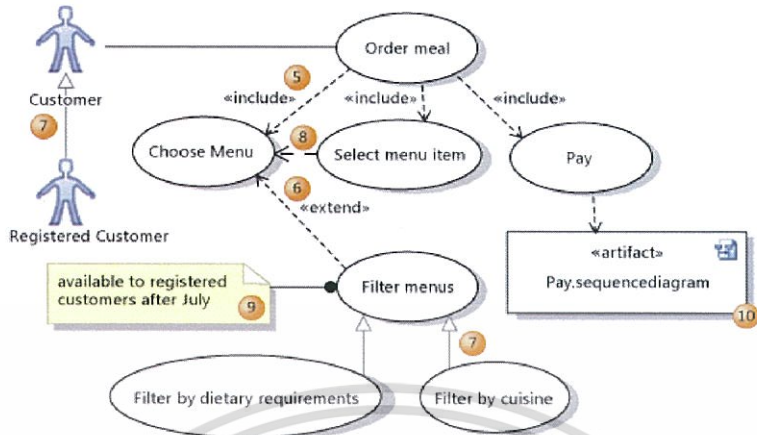 Order meal
5
«include»
«include»
«include»
Customer
7
8
Choose Menu
Select menu item
Pay
6
«extend»
Registered Customer
«artifact»
Pay.sequencediagram
10
available to registered
customers after July
9
Filter menus
7
Filter by dietary requirements
Filter by cuisine